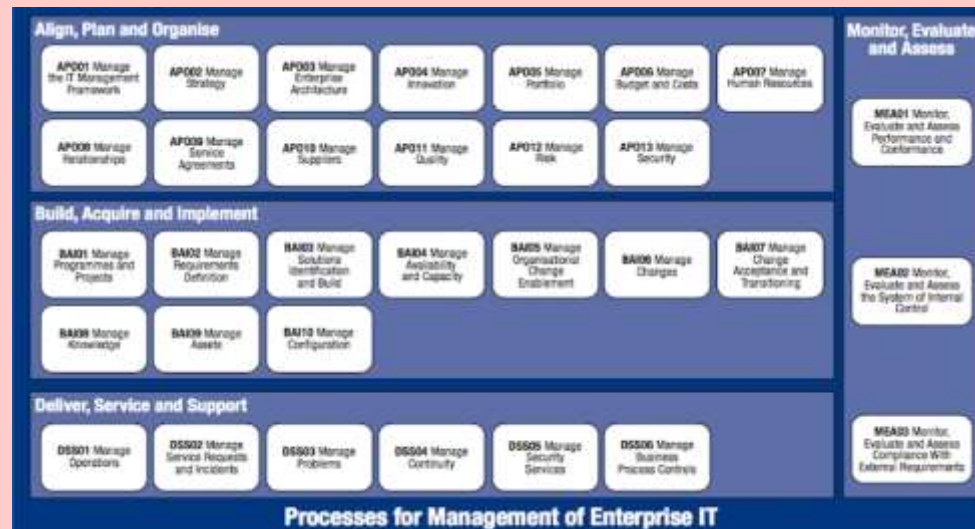 Align, Plan and Organise
APO01 Manage
the IT Management
Framework
APO02 Manage
Strategy
APO03 Manage
Enterprise
Architecture
APO04 Manage
Innovation
APO05 Manage
Portfolio
APO06 Manage
Budget and Costs
APO07 Manage
Human Resources
APO08 Manage
Relationships
APO09 Manage
Service
Agreements
APO10 Manage
Suppliers
APO11 Manage
Quality
APO12 Manage
Risk
APO13 Manage
Security
Build, Acquire and Implement
BAI01 Manage
Programmes and
Projects
BAI02 Manage
Requirements
Definition
BAI03 Manage
Solutions
Identification
and Build
BAI04 Manage
Availability
and Capacity
BAI05 Manage
Organisational
Change
Enablement
BAI06 Manage
Changes
BAI07 Manage
Change
Acceptance and
Transitioning
BAI08 Manage
Knowledge
BAI09 Manage
Assets
BAI10 Manage
Configuration
Deliver, Service and Support
DSS01 Manage
Operations
DSS02 Manage
Service Requests
and Incidents
DSS03 Manage
Problems
DSS04 Manage
Continuity
DSS05 Manage
Security
Services
DSS06 Manage
Business
Process Controls
Monitor, Evaluate
and Assess
MEA01 Monitor,
Evaluate and Assess
Performance and
Conformance
MEA02 Monitor,
Evaluate and Assess
the System of Internal
Control
MEA03 Monitor,
Evaluate and Assess
Compliance With
External Requirements
Processes for Management of Enterprise IT